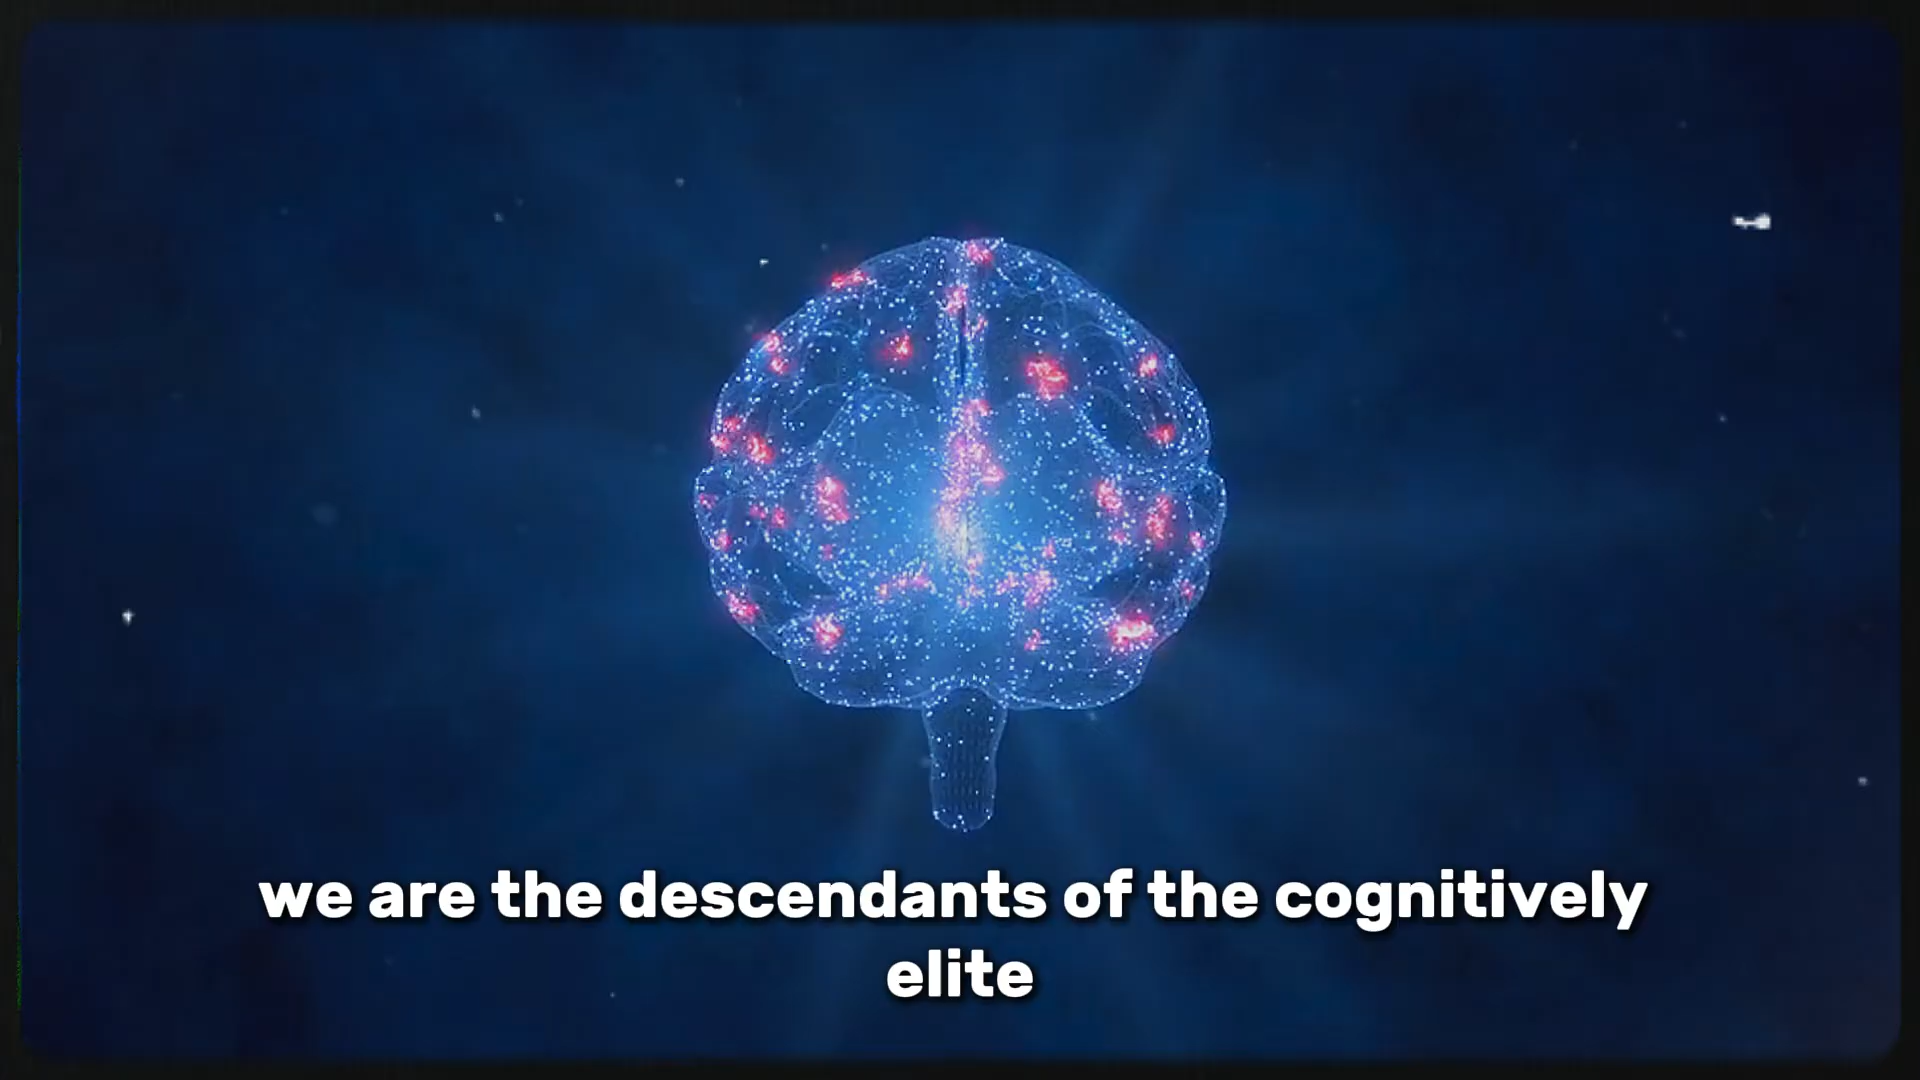 we are the descendants of the cognitively
elite